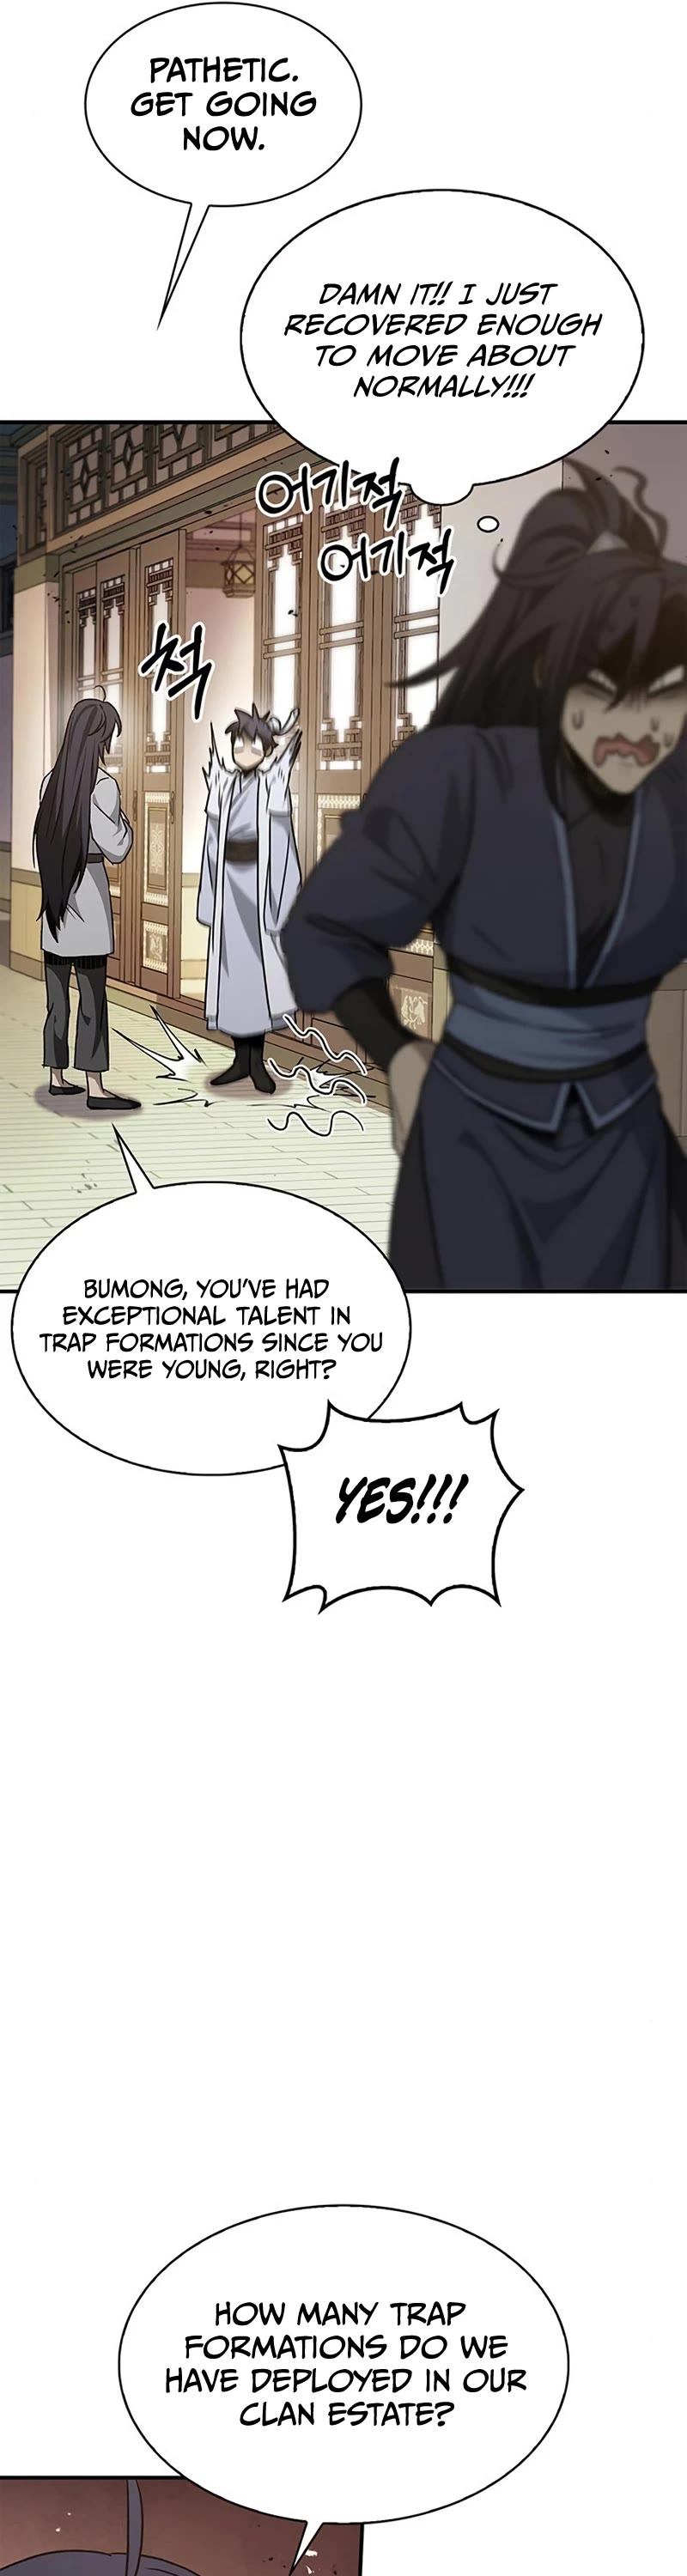 PATHETIC.
GET GOING
NOW.
DAMN IT!! I JUST
RECOVERED ENOUGH
TO MOVE ABOUT
NORMALLY!!!
어기적
어기적
척
BUMONG, YOU'VE HAD
EXCEPTIONAL TALENT IN
TRAP FORMATIONS SINCE YOU
WERE YOUNG, RIGHT?
YES!!!
HOW MANY TRAP
FORMATIONS DO WE
HAVE DEPLOYED IN OUR
CLAN ESTATE?